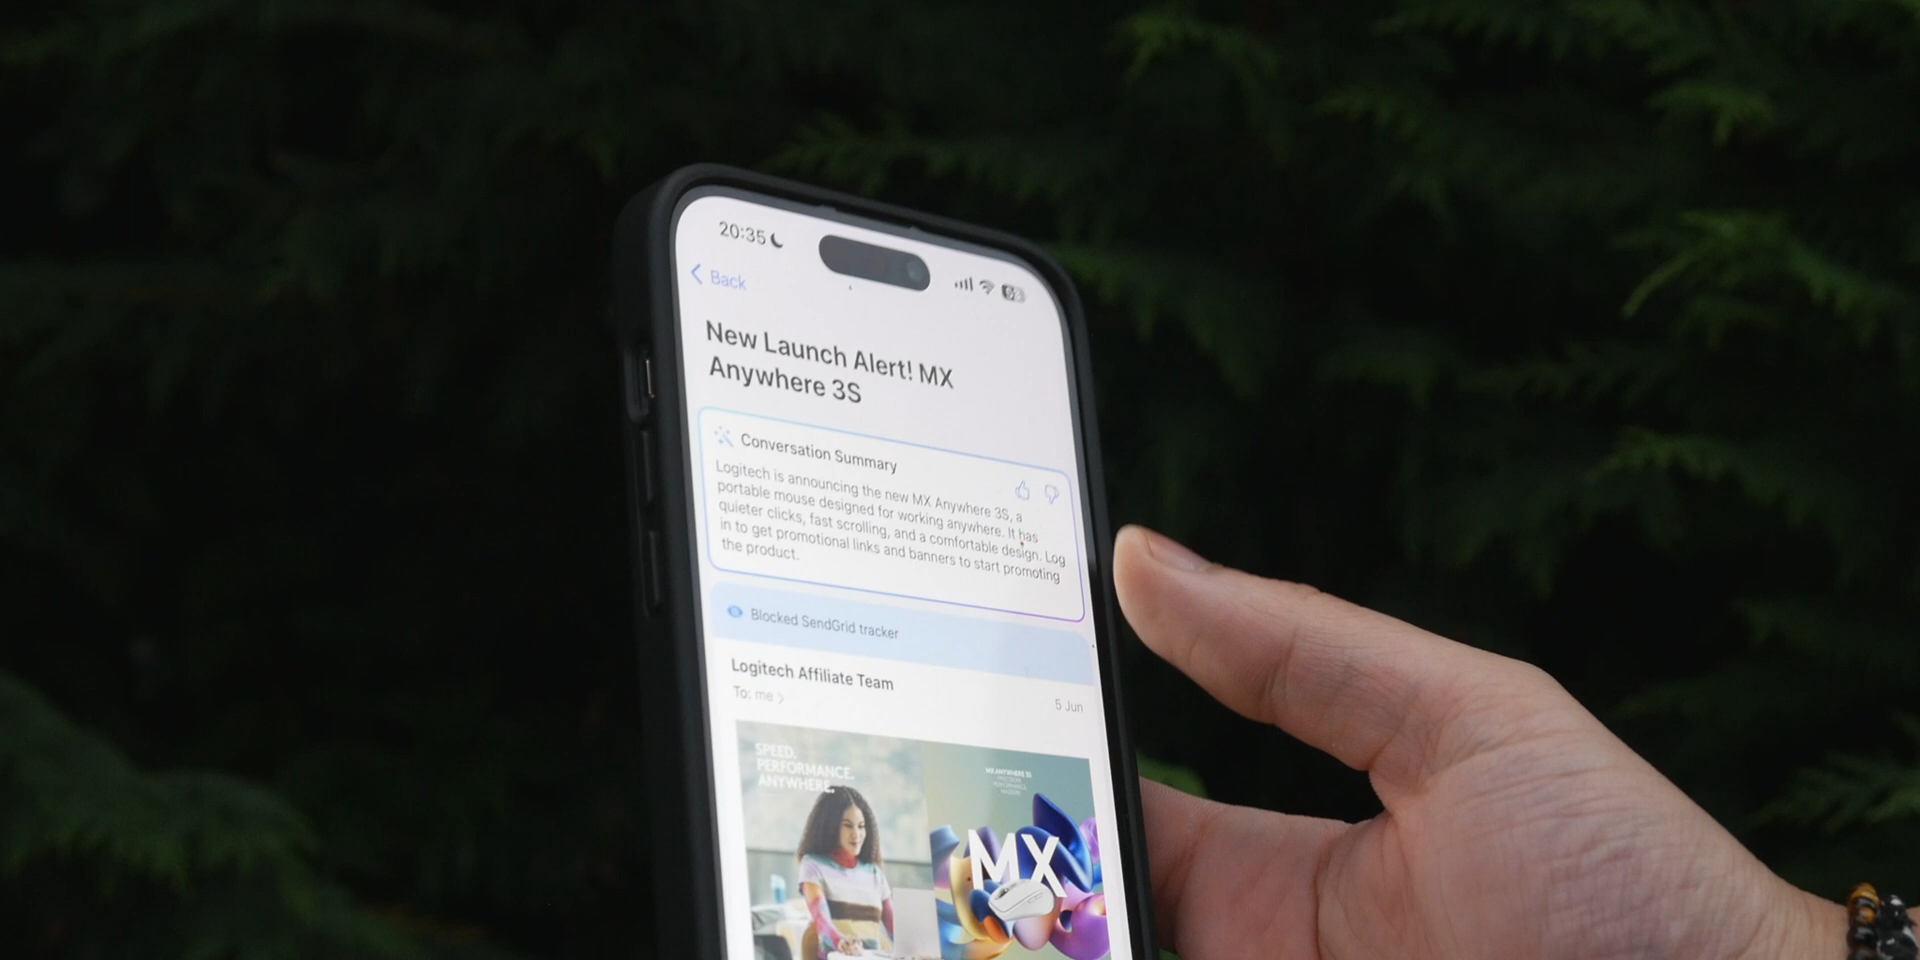 20:35
Back
New Launch Alert! MX
Anywhere 3S
Conversation Summary
Logitech is announcing the new MX Anywhere 3S, a
portable mouse designed for working anywhere. It has
quieter clicks, fast scrolling, and a comfortable design. Log
in to get promotional links and banners to start promoting
the product.
Blocked SendGrid tracker
Logitech Affiliate Team
To: me
5 Jun
SPEED.
PERFORMANCE.
ANYWHERE.
MX ANYWHERE 3S
MX